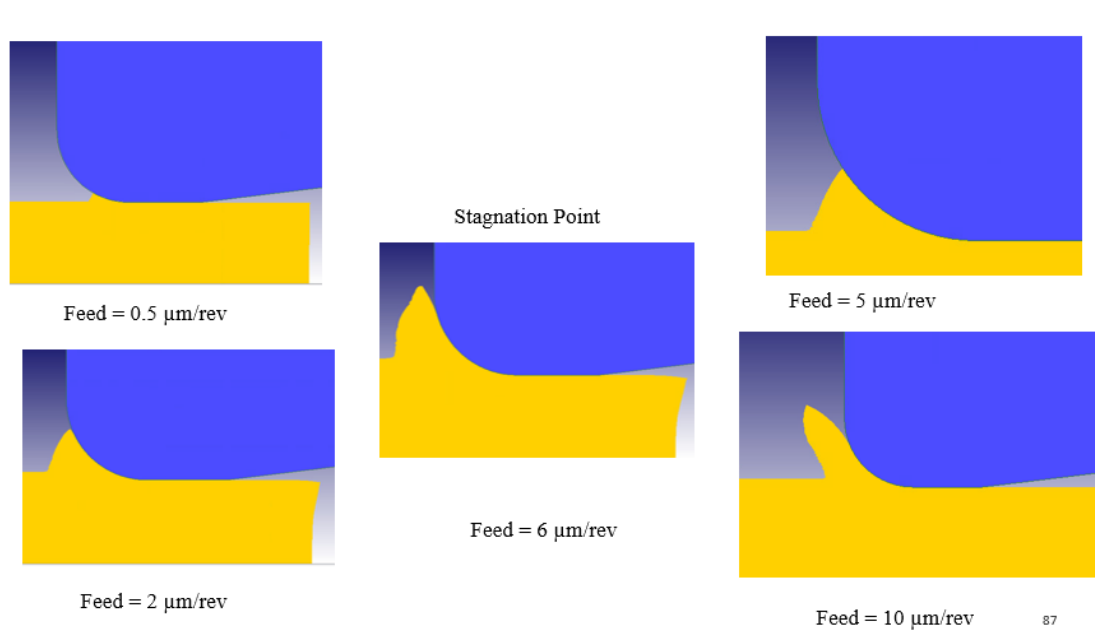 Feed = 0.5 μm/rev
Feed = 2 μm/rev
Stagnation Point
Feed = 6 μm/rev
Feed = 5 μm/rev
Feed = 10 μm/rev
87